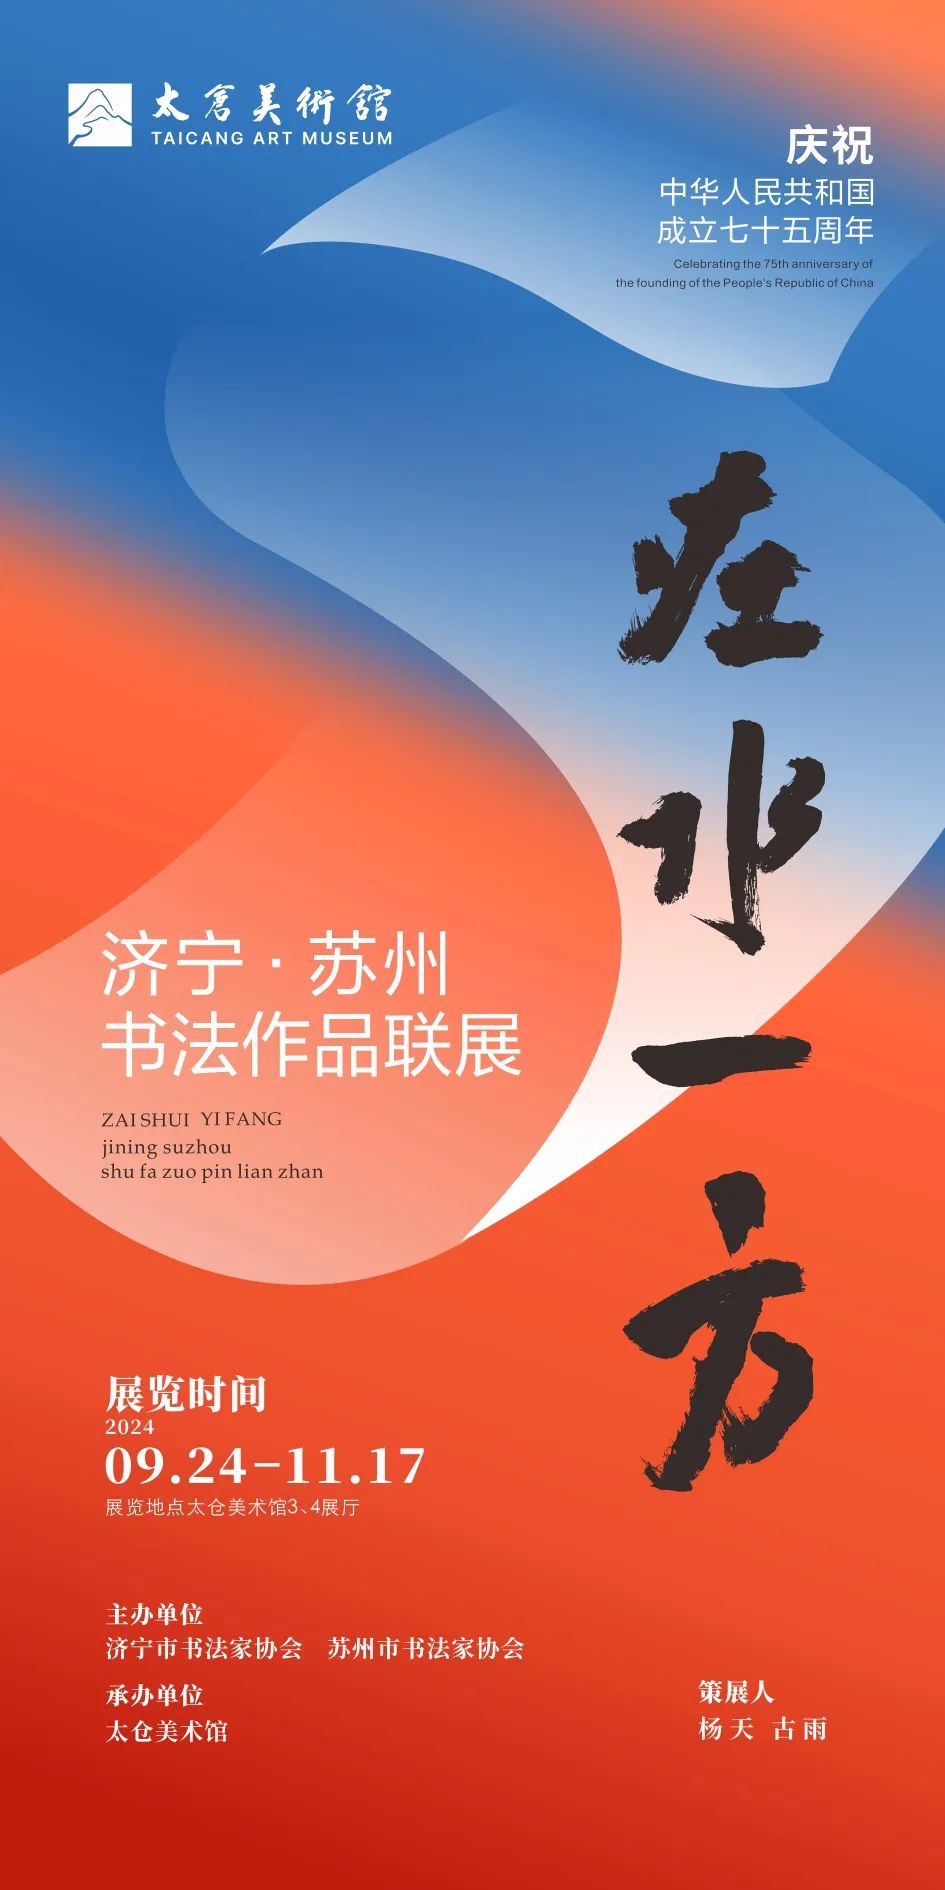 太倉美術館
TAICANG ART MUSEUM
庆祝
中华人民共和国
成立七十五周年
Celebrating the 75th anniversary of
the founding of the People's Republic of China
在水一方
济宁·苏州
书法作品联展
ZAI SHUI YI FANG
jining suzhou
shu fa zuo pin lian zhan
展览时间
2024
09.24-11.17
展览地点太仓美术馆3、4展厅
主办单位
济宁市书法家协会 苏州市书法家协会
承办单位
太仓美术馆
策展人
杨天 古雨